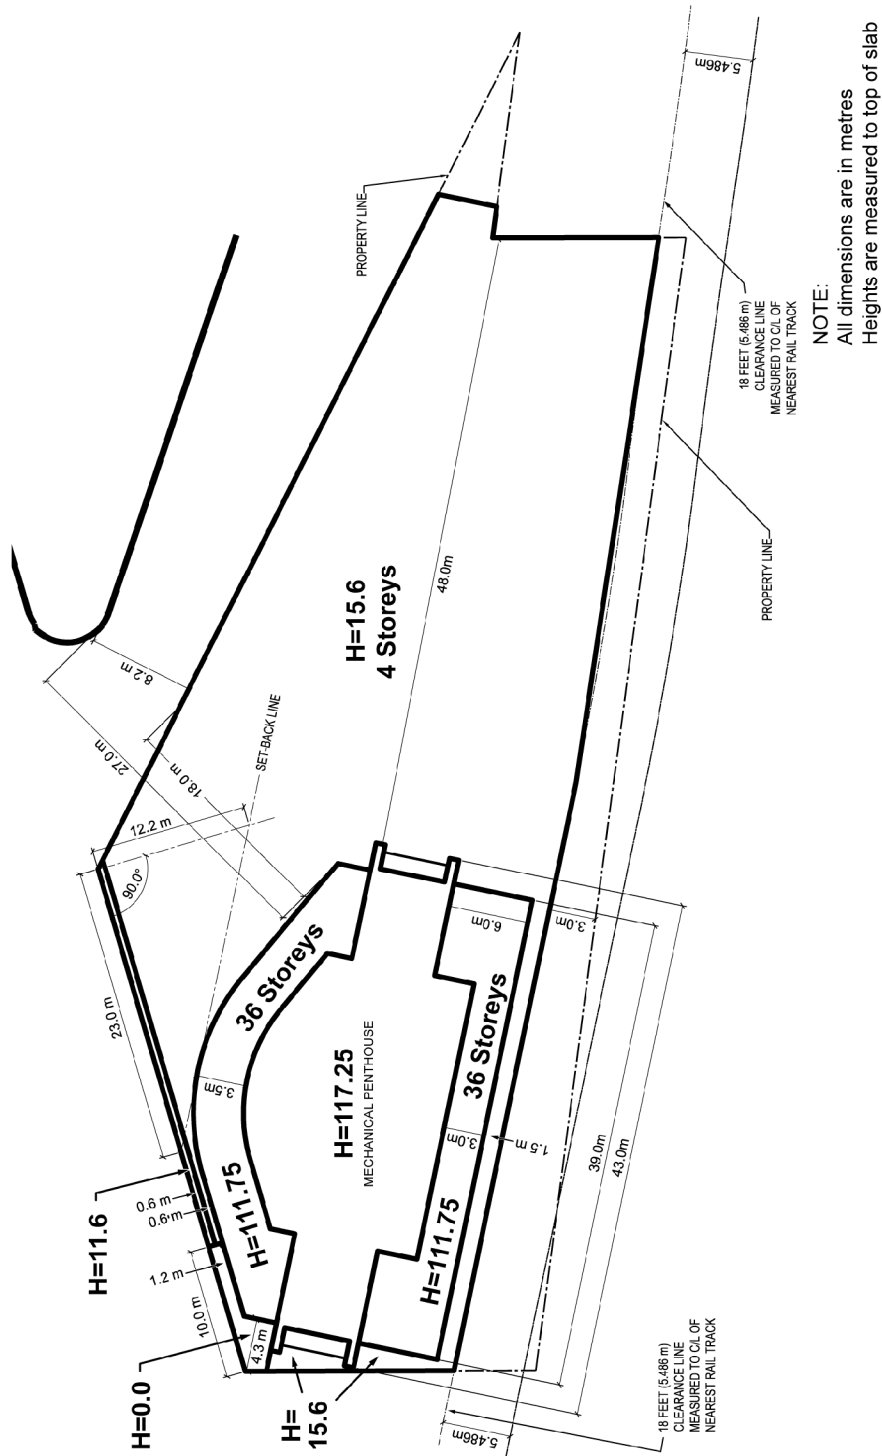 5.486m
PROPERTY LINE
18 FEET (5.486 m)
CLEARANCE LINE
MEASURED TO C/L OF
NEAREST RAIL TRACK
NOTE:
All dimensions are in metres
Heights are measured to top of slab
8.2 m
27.0 m
18.0 m
SET-BACK LINE
H=15.6
4 Storeys
48.0m
PROPERTY LINE
12.2 m
90.0°
23.0 m
36 Storeys
3.5m
H=117.25
MECHANICAL PENTHOUSE
6.0m
3.0m
36 Storeys
3.0m
1.5 m
39.0m
43.0m
H=11.6
0.6 m
0.6 m
1.2 m
10.0 m
H=111.75
H=111.75
4.3 m
H=0.0
H=
15.6
18 FEET (5.486 m)
CLEARANCE LINE
MEASURED TO C/L OF
NEAREST RAIL TRACK
5.486m